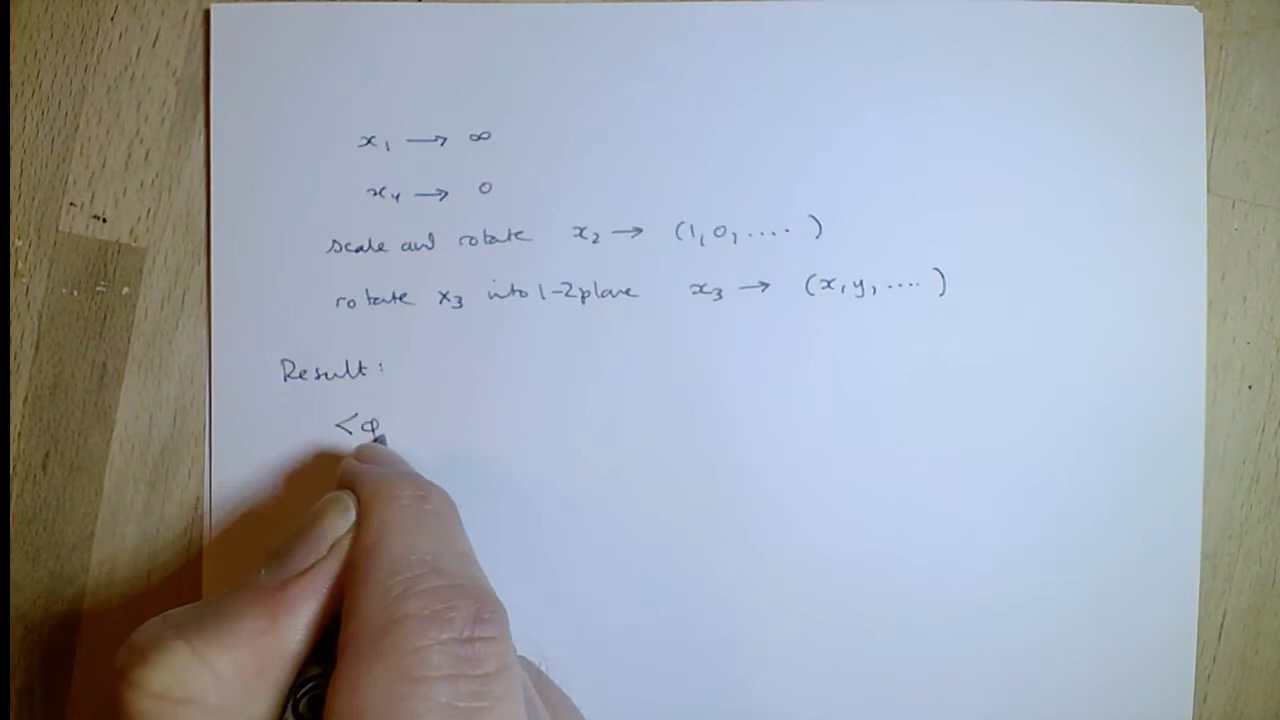 x₁ → ∞
x₄ → 0
scale and rotate x₂ → (1,0,....)
rotate x₃ into 1-2 plane x₃ → (x,y,....)
Result:
<φ